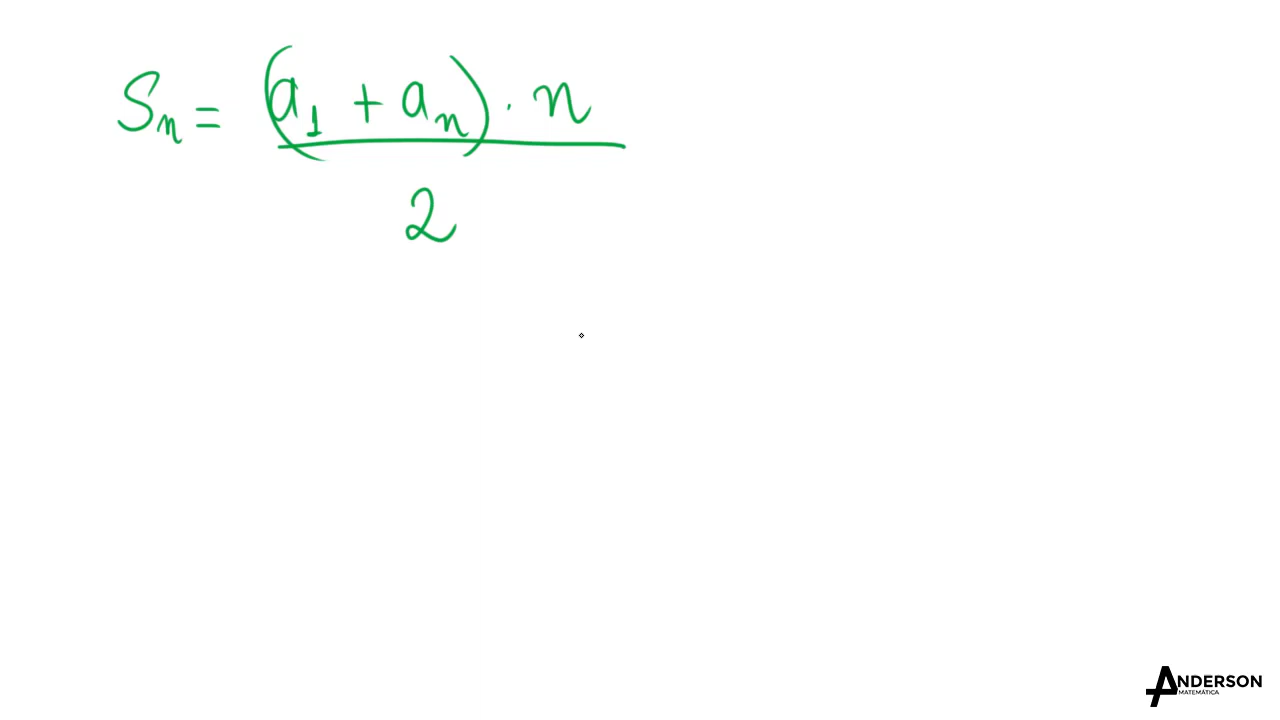 Sₙ = (a₁ + aₙ) · n
2
ANDERSON
MATEMÁTICA